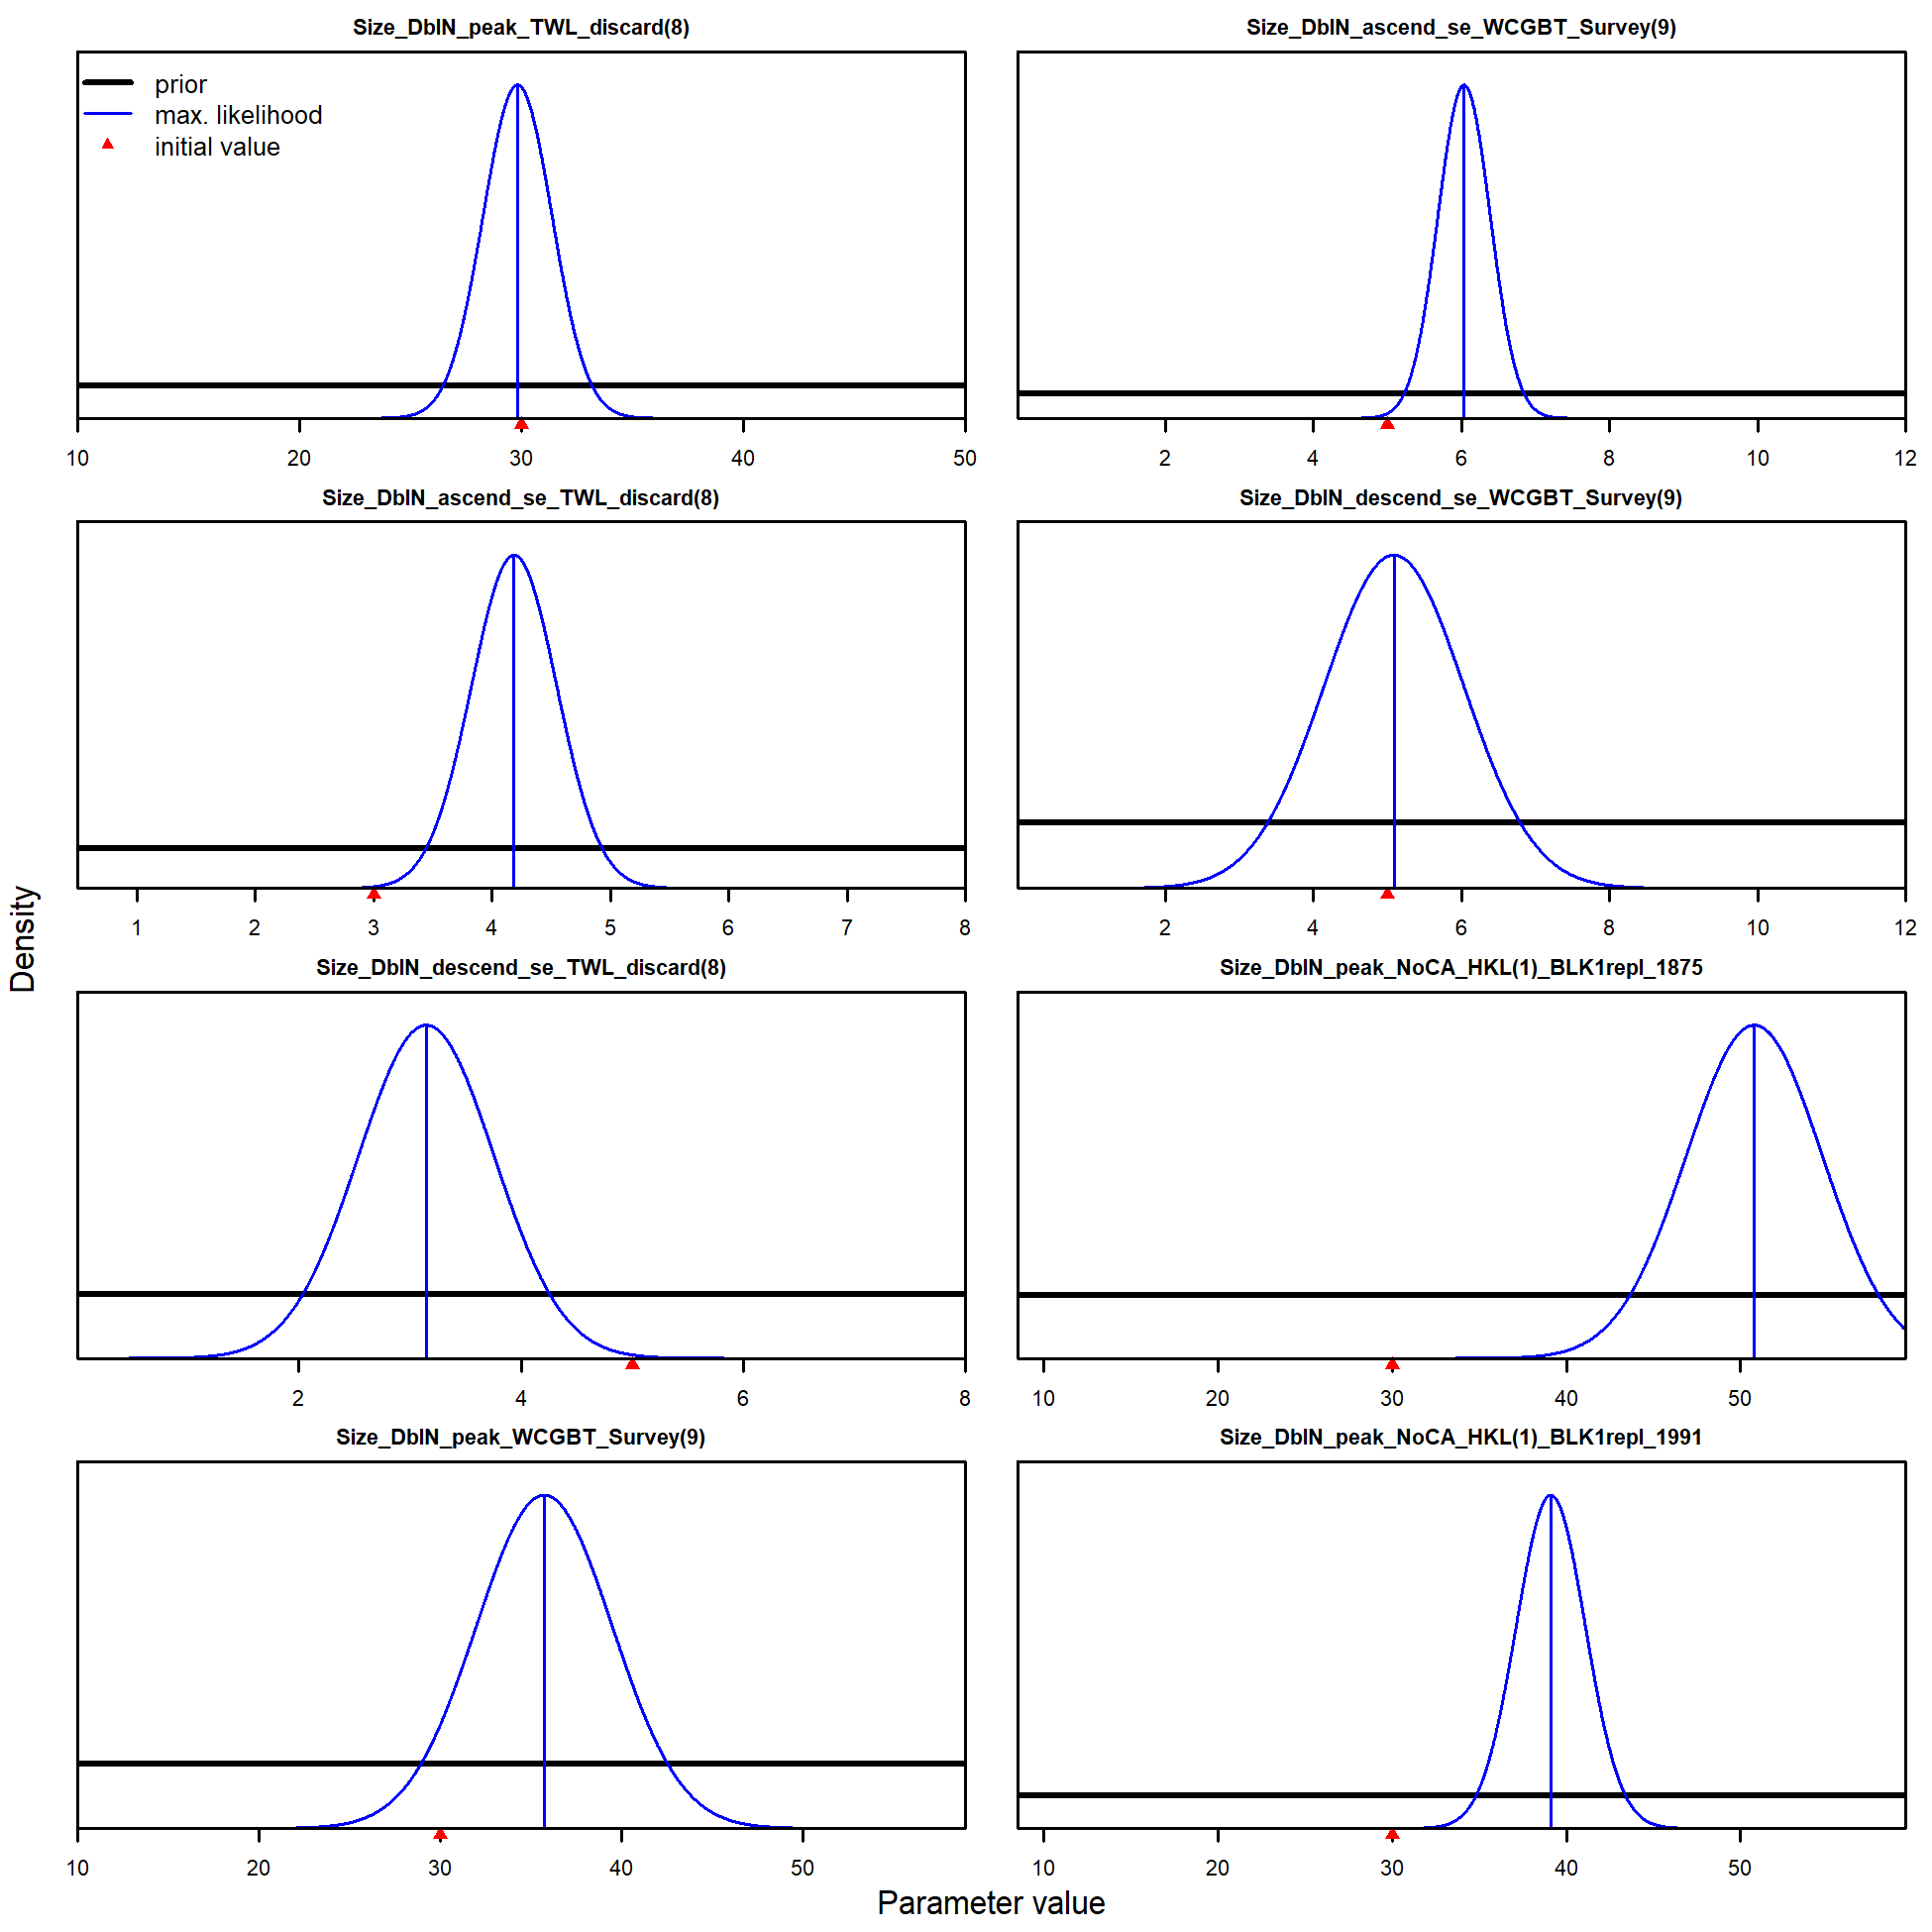 Size_DblN_peak_TWL_discard(8)
prior
max. likelihood
initial value
10 20 30 40 50
Size_DblN_ascend_se_WCGBT_Survey(9)
2 4 6 8 10 12
Size_DblN_ascend_se_TWL_discard(8)
1 2 3 4 5 6 7 8
Size_DblN_descend_se_WCGBT_Survey(9)
2 4 6 8 10 12
Size_DblN_descend_se_TWL_discard(8)
2 4 6 8
Size_DblN_peak_NoCA_HKL(1)_BLK1repl_1875
10 20 30 40 50
Size_DblN_peak_WCGBT_Survey(9)
10 20 30 40 50
Size_DblN_peak_NoCA_HKL(1)_BLK1repl_1991
10 20 30 40 50
Density
Parameter value